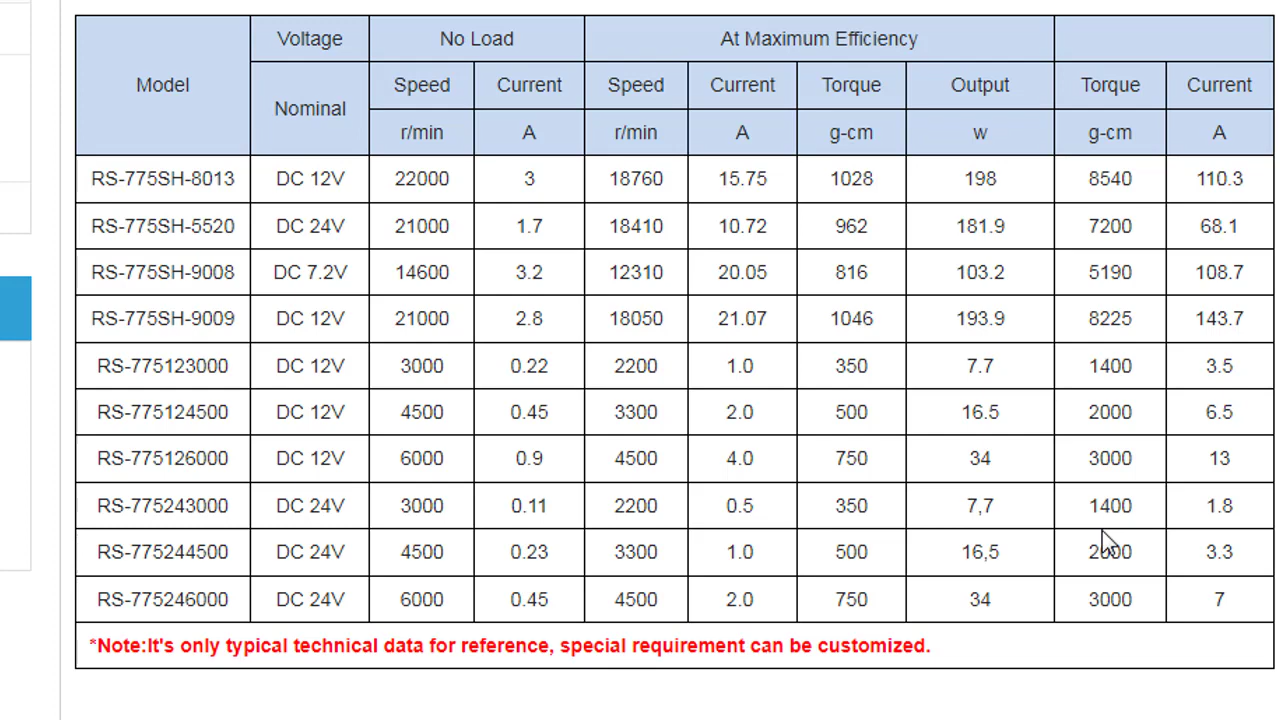 Model Voltage No Load At Maximum Efficiency
Nominal Speed Current Speed Current Torque Output Torque Current
r/min A r/min A g-cm w g-cm A
RS-775SH-8013 DC 12V 22000 3 18760 15.75 1028 198 8540 110.3
RS-775SH-5520 DC 24V 21000 1.7 18410 10.72 962 181.9 7200 68.1
RS-775SH-9008 DC 7.2V 14600 3.2 12310 20.05 816 103.2 5190 108.7
RS-775SH-9009 DC 12V 21000 2.8 18050 21.07 1046 193.9 8225 143.7
RS-775123000 DC 12V 3000 0.22 2200 1.0 350 7.7 1400 3.5
RS-775124500 DC 12V 4500 0.45 3300 2.0 500 16.5 2000 6.5
RS-775126000 DC 12V 6000 0.9 4500 4.0 750 34 3000 13
RS-775243000 DC 24V 3000 0.11 2200 0.5 350 7,7 1400 1.8
RS-775244500 DC 24V 4500 0.23 3300 1.0 500 16,5 2000 3.3
RS-775246000 DC 24V 6000 0.45 4500 2.0 750 34 3000 7
*Note:It's only typical technical data for reference, special requirement can be customized.